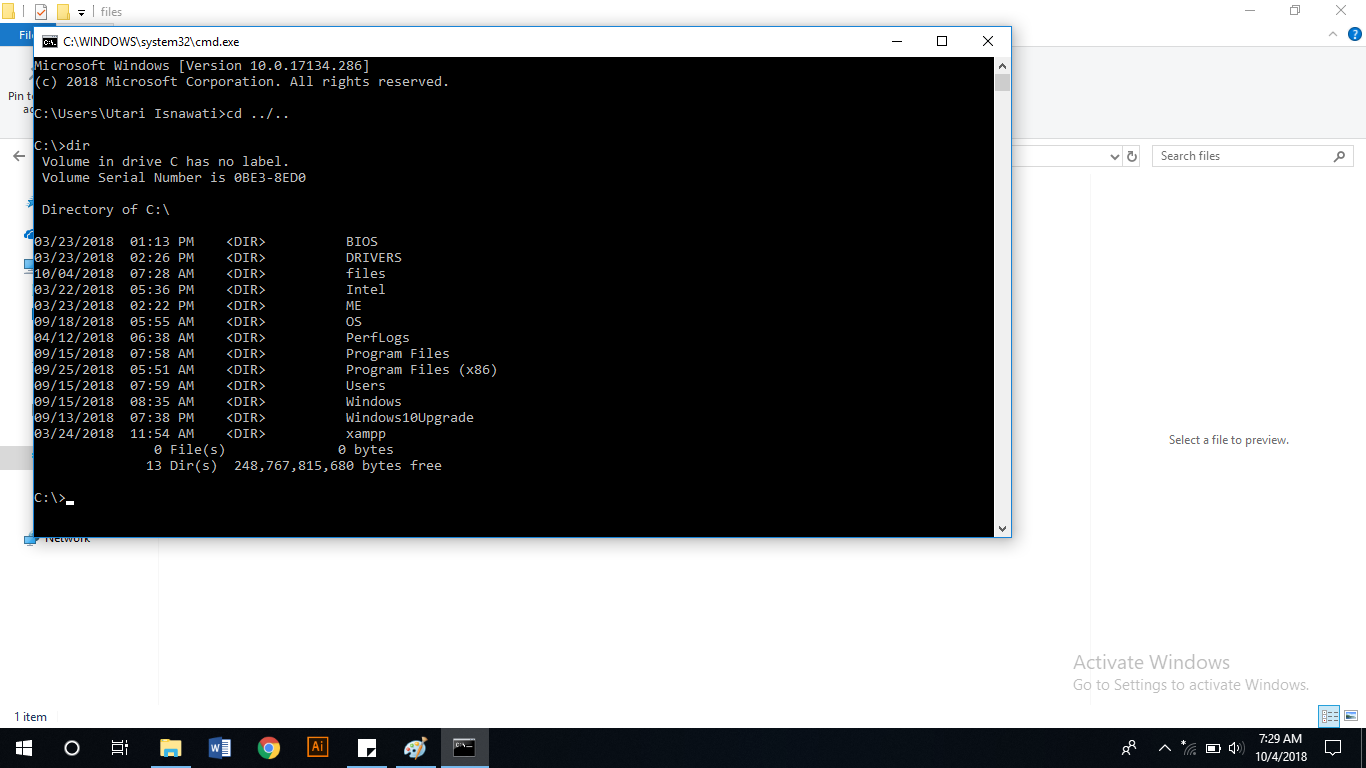 files
Fil
C:\WINDOWS\system32\cmd.exe
Microsoft Windows [Version 10.0.17134.286]
(c) 2018 Microsoft Corporation. All rights reserved.
Pin to
C:\Users\Utari Isnawati>cd ../..
C:\>dir
 Volume in drive C has no label.
 Volume Serial Number is 0BE3-8ED0
Search files
 Directory of C:\
03/23/2018  01:13 PM    <DIR>          BIOS
03/23/2018  02:26 PM    <DIR>          DRIVERS
10/04/2018  07:28 AM    <DIR>          files
03/22/2018  05:36 PM    <DIR>          Intel
03/23/2018  02:22 PM    <DIR>          ME
09/18/2018  05:55 AM    <DIR>          OS
04/12/2018  06:38 AM    <DIR>          PerfLogs
09/15/2018  07:58 AM    <DIR>          Program Files
09/25/2018  05:51 AM    <DIR>          Program Files (x86)
09/15/2018  07:59 AM    <DIR>          Users
09/15/2018  08:35 AM    <DIR>          Windows
09/13/2018  07:38 PM    <DIR>          Windows10Upgrade
03/24/2018  11:54 AM    <DIR>          xampp
               0 File(s)              0 bytes
              13 Dir(s)  248,767,815,680 bytes free
C:\>
Select a file to preview.
Network
Activate Windows
Go to Settings to activate Windows.
1 item
Ai
7:29 AM
10/4/2018